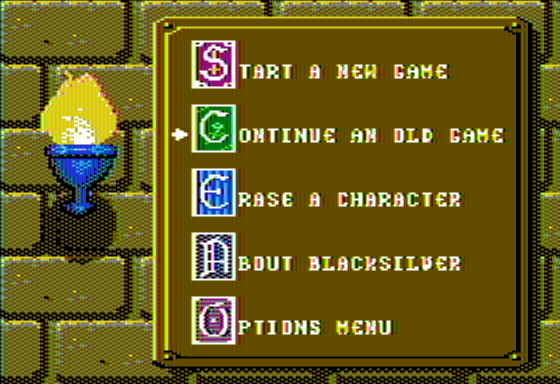 START A NEW GAME
CONTINUE AN OLD GAME
ERASE A CHARACTER
ABOUT BLACKSILVER
OPTIONS MENU